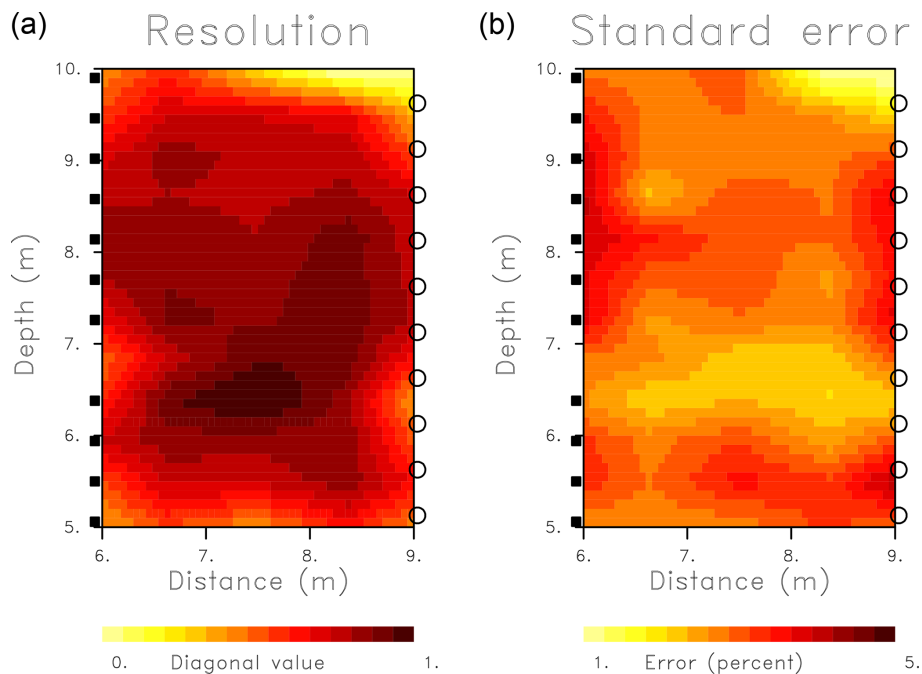 (a) Resolution
(b) Standard error
10.
9.
8.
7.
6.
5.
Depth (m)
6. 7. 8. 9.
Distance (m)
0. Diagonal value 1.
10.
9.
8.
7.
6.
5.
Depth (m)
6. 7. 8. 9.
Distance (m)
1. Error (percent) 5.